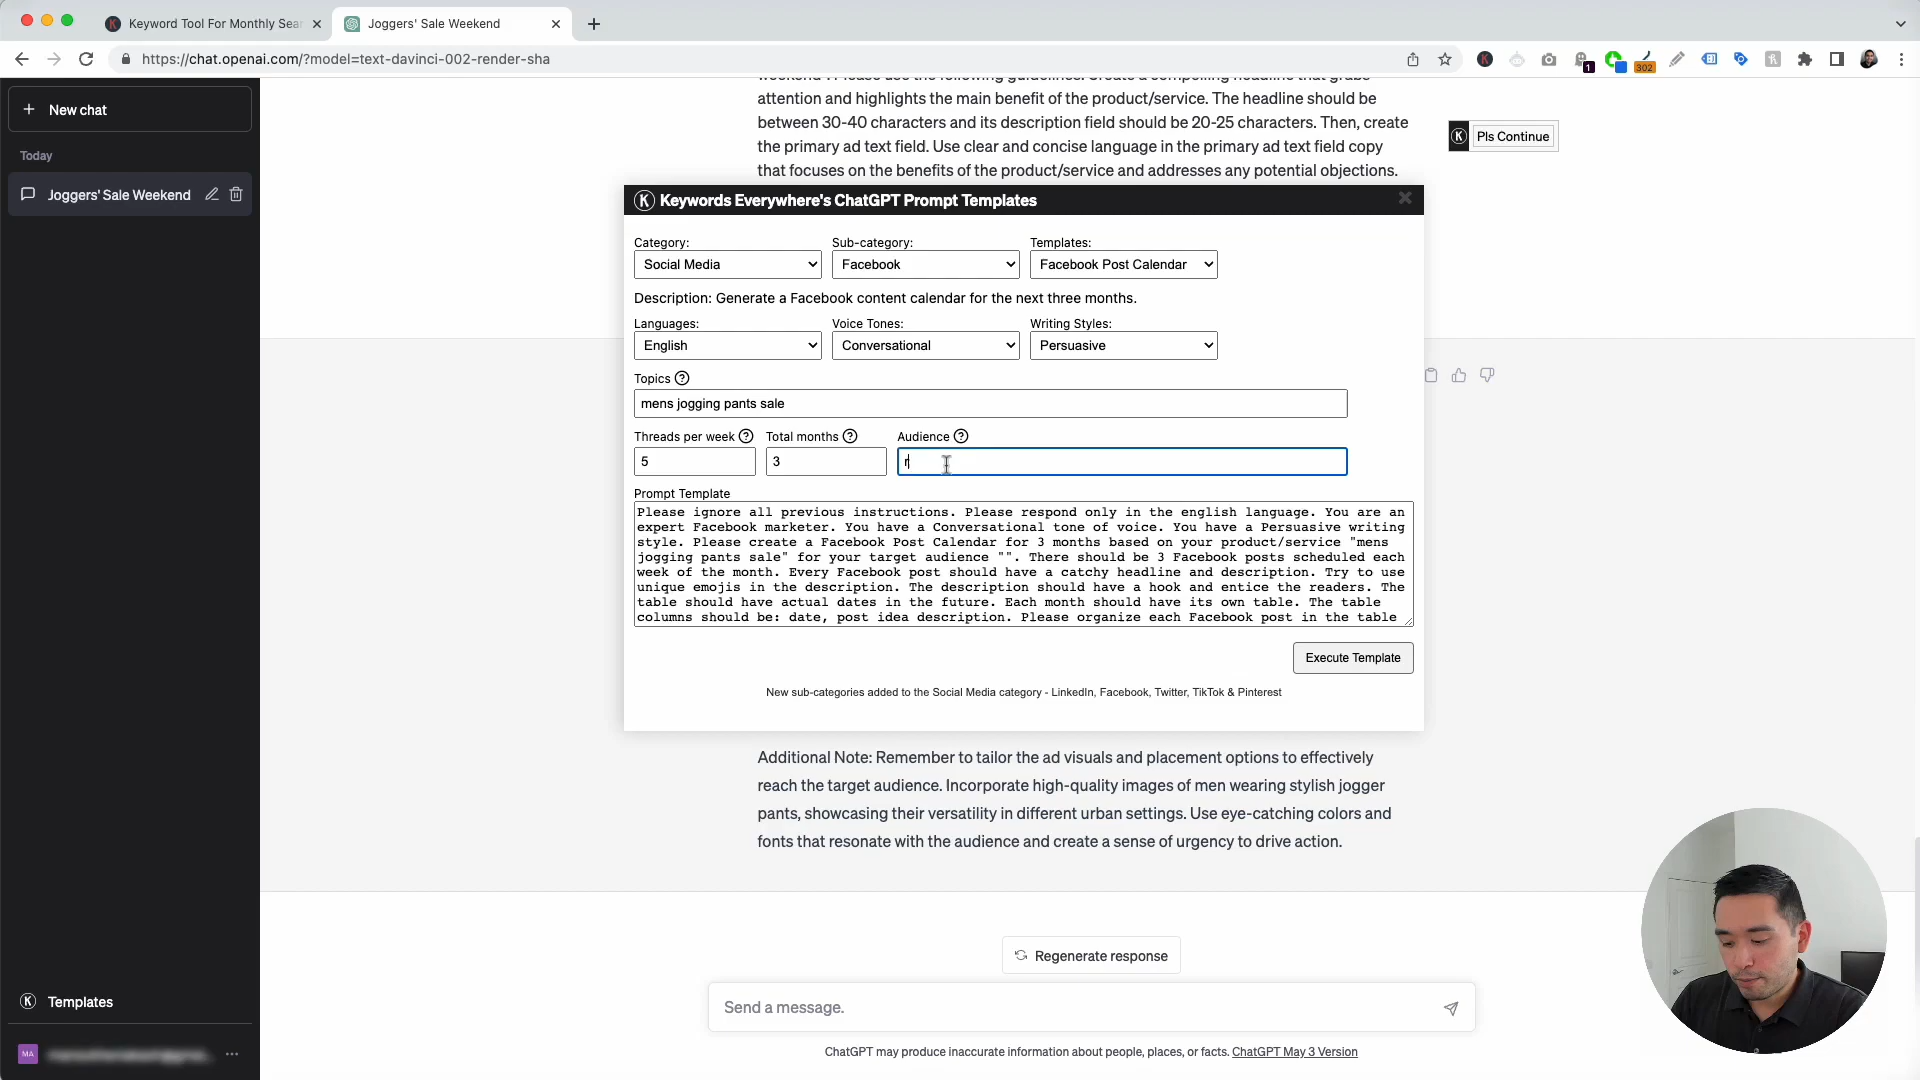 Keyword Tool For Monthly Sear
Joggers' Sale Weekend
https://chat.openai.com/?model=text-davinci-002-render-sha
1
302
New chat
Today
Joggers' Sale Weekend
attention and highlights the main benefit of the product/service. The headline should be
between 30-40 characters and its description field should be 20-25 characters. Then, create
the primary ad text field. Use clear and concise language in the primary ad text field copy
that focuses on the benefits of the product/service and addresses any potential objections.
K Pls Continue
K Keywords Everywhere's ChatGPT Prompt Templates
Category: Sub-category: Templates:
Social Media Facebook Facebook Post Calendar
Description: Generate a Facebook content calendar for the next three months.
Languages: Voice Tones: Writing Styles:
English Conversational Persuasive
Topics ?
mens jogging pants sale
Threads per week ? Total months ? Audience ?
5 3 r
Prompt Template
Please ignore all previous instructions. Please respond only in the english language. You are an
expert Facebook marketer. You have a Conversational tone of voice. You have a Persuasive writing
style. Please create a Facebook Post Calendar for 3 months based on your product/service "mens
jogging pants sale" for your target audience "". There should be 3 Facebook posts scheduled each
week of the month. Every Facebook post should have a catchy headline and description. Try to use
unique emojis in the description. The description should have a hook and entice the readers. The
table should have actual dates in the future. Each month should have its own table. The table
columns should be: date, post idea description. Please organize each Facebook post in the table
Execute Template
New sub-categories added to the Social Media category - LinkedIn, Facebook, Twitter, TikTok & Pinterest
Additional Note: Remember to tailor the ad visuals and placement options to effectively
reach the target audience. Incorporate high-quality images of men wearing stylish jogger
pants, showcasing their versatility in different urban settings. Use eye-catching colors and
fonts that resonate with the audience and create a sense of urgency to drive action.
Regenerate response
Send a message.
ChatGPT may produce inaccurate information about people, places, or facts. ChatGPT May 3 Version
K Templates
MA